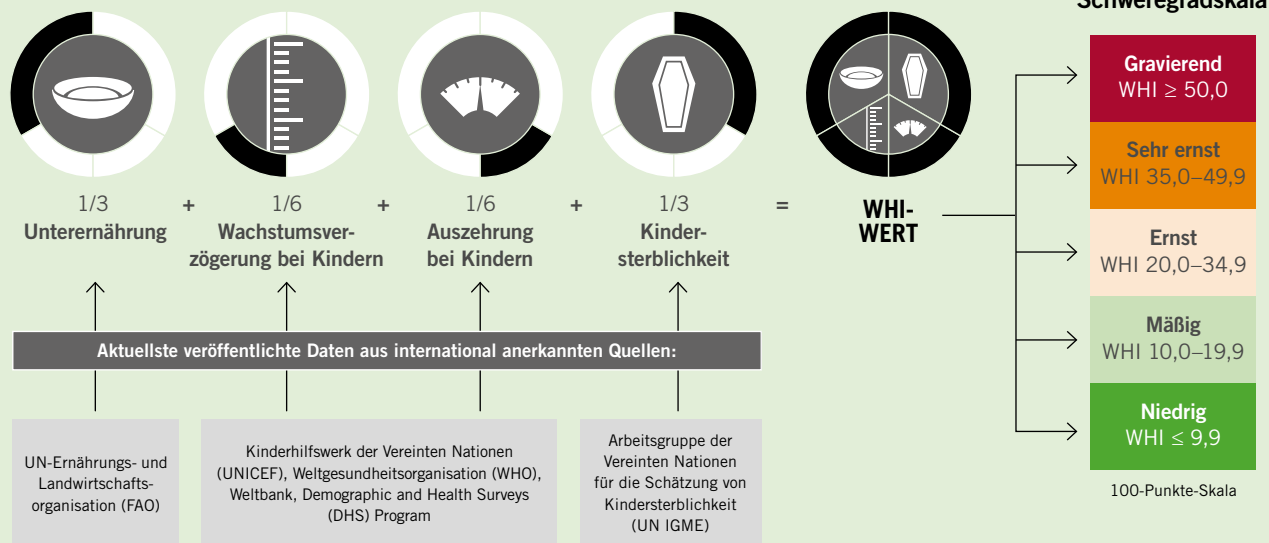 Schweregradskala
Gravierend
WHI ≥ 50,0
Sehr ernst
WHI 35,0–49,9
Ernst
WHI 20,0–34,9
Mäßig
WHI 10,0–19,9
Niedrig
WHI ≤ 9,9
100-Punkte-Skala
1/3 + 1/6 + 1/6 + 1/3 =
Unterernährung
Wachstumsver-
zögerung bei Kindern
Auszehrung
bei Kindern
Kinder-
sterblichkeit
WHI-
WERT
Aktuellste veröffentlichte Daten aus international anerkannten Quellen:
UN-Ernährungs- und
Landwirtschafts-
organisation (FAO)
Kinderhilfswerk der Vereinten Nationen
(UNICEF), Weltgesundheitsorganisation (WHO),
Weltbank, Demographic and Health Surveys
(DHS) Program
Arbeitsgruppe der
Vereinten Nationen
für die Schätzung von
Kindersterblichkeit
(UN IGME)